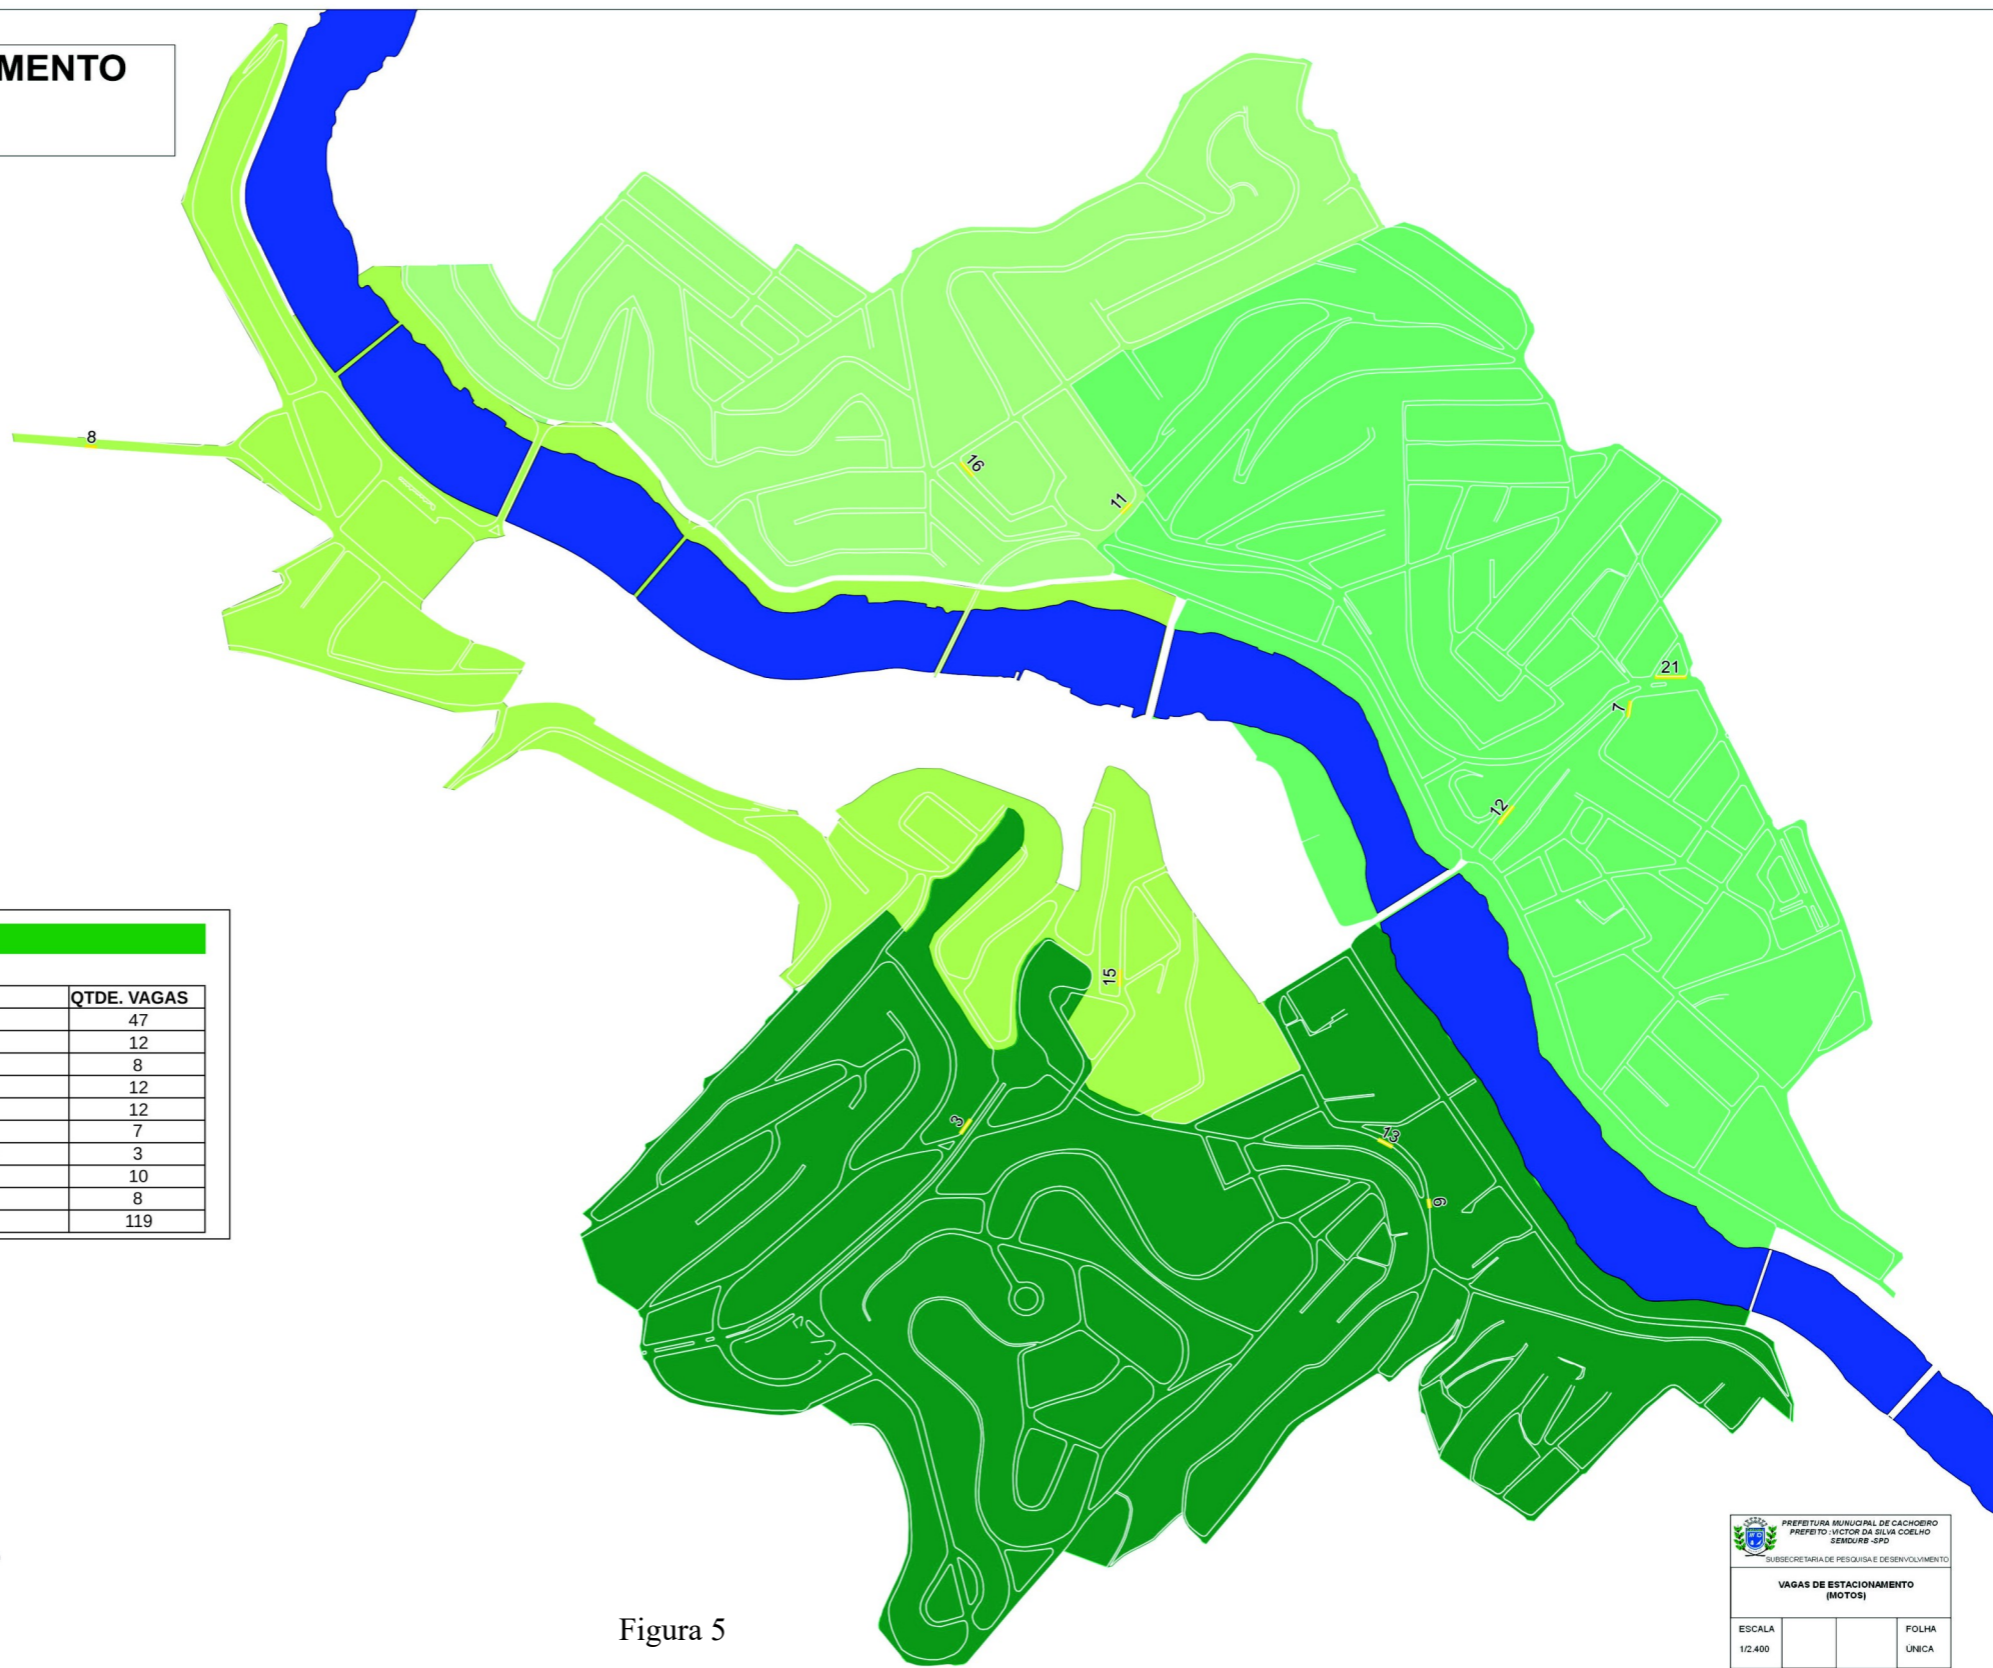 MENTO
8
16
11
21
7
12
15
3
13
9
QTDE. VAGAS
47
12
8
12
12
7
3
10
8
119
Figura 5
PREFEITURA MUNUCIPAL DE CACHOEIRO
PREFEITO :VICTOR DA SILVA COELHO
SEMDURB -SPD
SUBSECRETARIA DE PESQUISA E DESENVOLVIMENTO
VAGAS DE ESTACIONAMENTO
(MOTOS)
ESCALA
1/2.400
FOLHA
ÚNICA